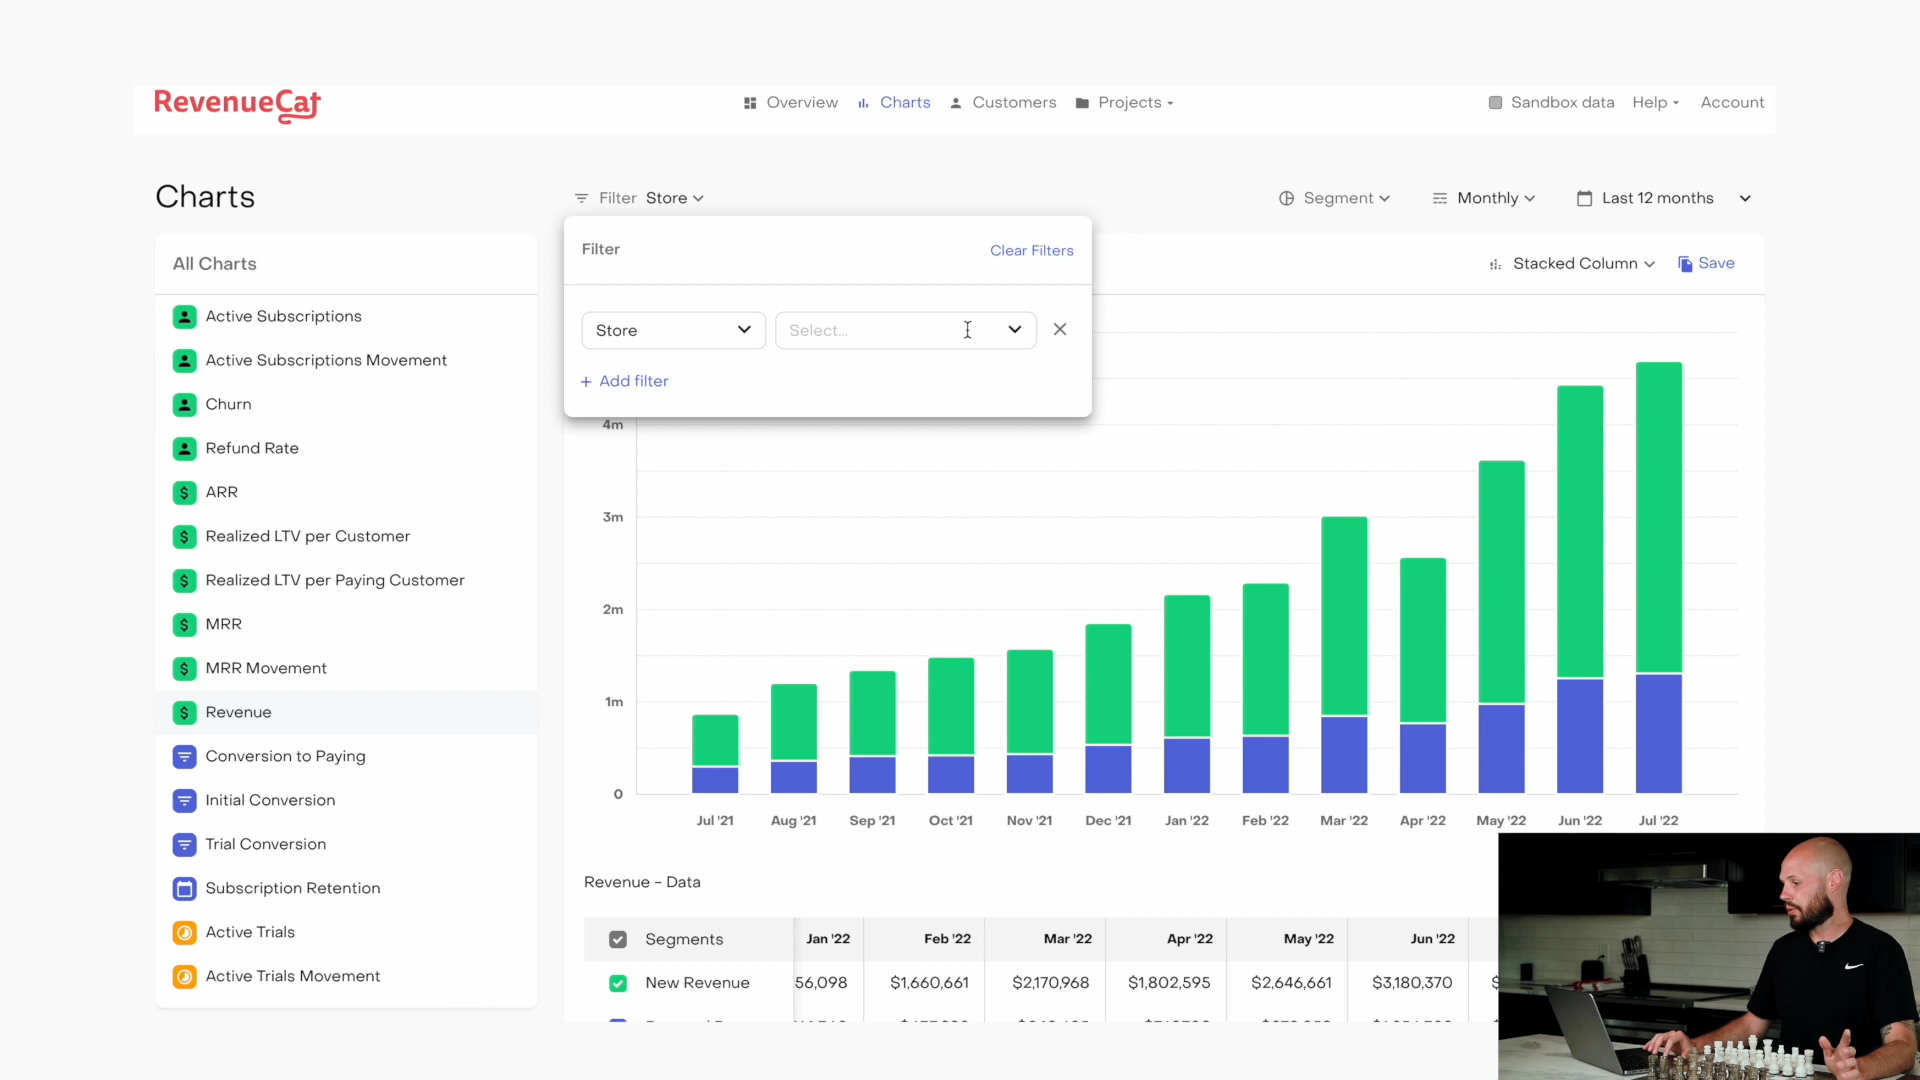 RevenueCat
Overview
Charts
Customers
Projects
Sandbox data
Help
Account
Charts
Filter Store
Segment
Monthly
Last 12 months
All Charts
Active Subscriptions
Active Subscriptions Movement
Churn
Refund Rate
ARR
Realized LTV per Customer
Realized LTV per Paying Customer
MRR
MRR Movement
Revenue
Conversion to Paying
Initial Conversion
Trial Conversion
Subscription Retention
Active Trials
Active Trials Movement
Filter
Clear Filters
Store
Select...
+ Add filter
Stacked Column
Save
4m
3m
2m
1m
0
Jul '21 Aug '21 Sep '21 Oct '21 Nov '21 Dec '21 Jan '22 Feb '22 Mar '22 Apr '22 May '22 Jun '22 Jul '22
Revenue - Data
Segments Jan '22 Feb '22 Mar '22 Apr '22 May '22 Jun '22
New Revenue 56,098 $1,660,661 $2,170,968 $1,802,595 $2,646,661 $3,180,370